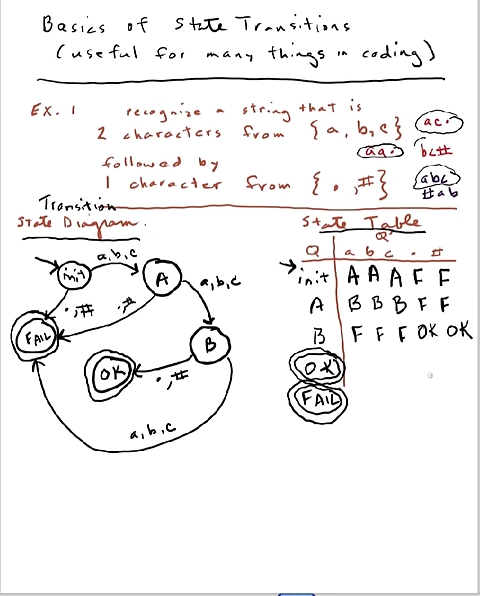 Basics of State Transitions
(useful for many things in coding)
EX. 1 recognize a string that is
2 characters from {a, b, c} ac.
followed by aa. bc#
1 character from { ., #} abc
#ab
Transition
State Diagram. State Table
Q'
Q a b c . #
init A A A F F
A B B B F F
B F F F OK OK
OK
FAIL
init a,b,c A a,b,c
.,# .,#
FAIL B
OK .,#
a,b,c